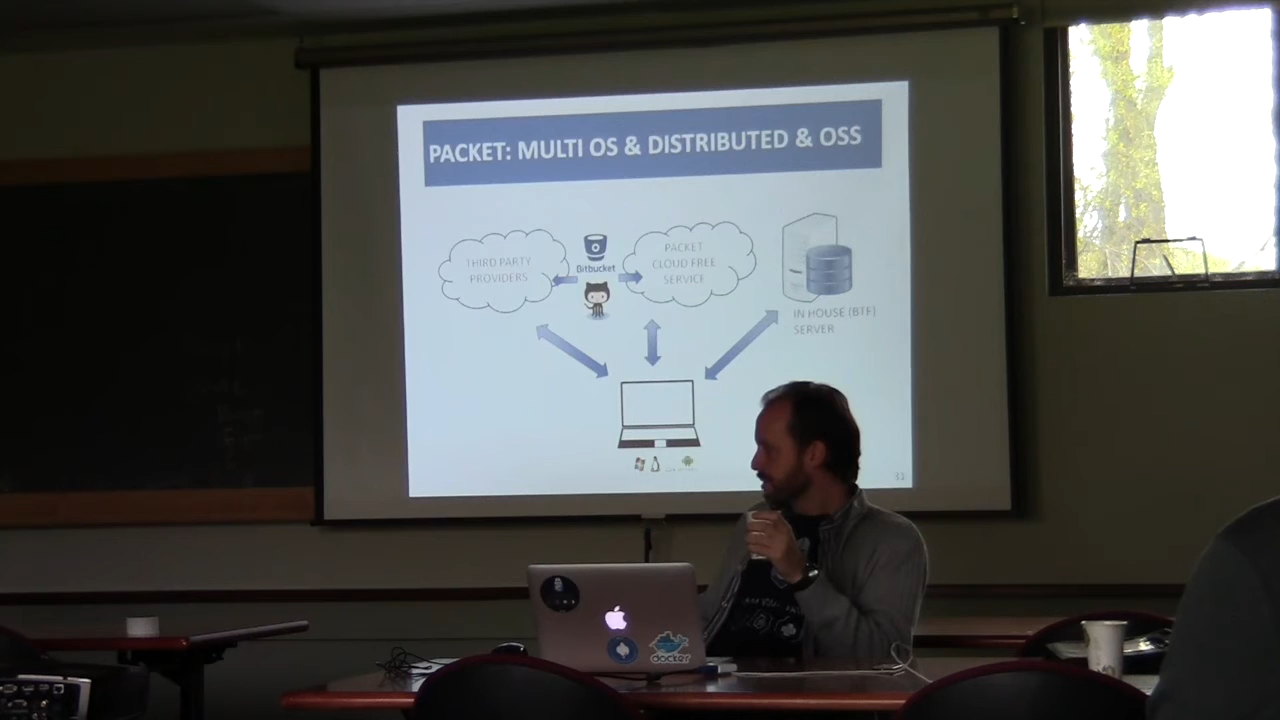 PACKET: MULTI OS & DISTRIBUTED & OSS
THIRD PARTY
PROVIDERS
Bitbucket
PACKET
CLOUD FREE
SERVICE
IN HOUSE (BTF)
SERVER
docker